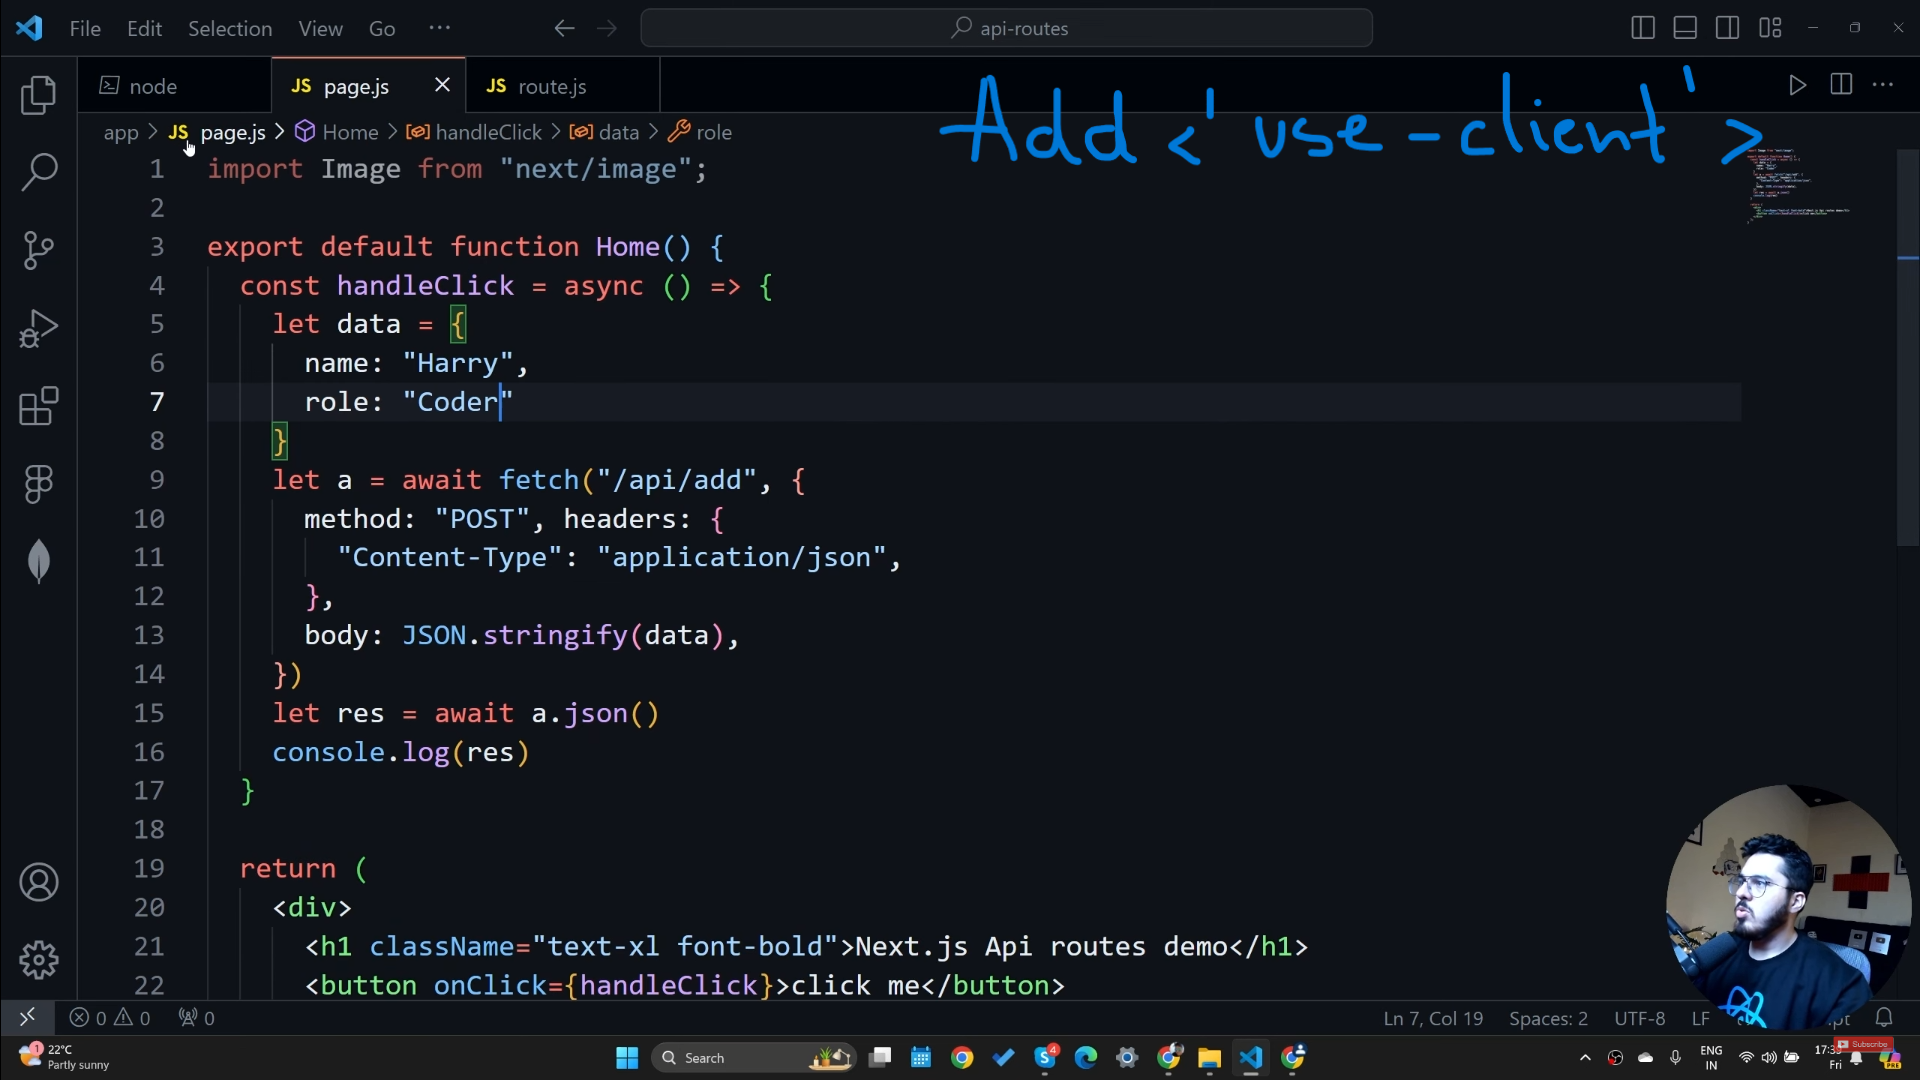 File Edit Selection View Go ··· api-routes
node JS page.js JS route.js
Add <' use-client' >
app > JS page.js > Home > handleClick > data > role
1 import Image from "next/image";
2
3 export default function Home() {
4 const handleClick = async () => {
5 let data = {
6 name: "Harry",
7 role: "Coder"
8 }
9 let a = await fetch("/api/add", {
10 method: "POST", headers: {
11 "Content-Type": "application/json",
12 },
13 body: JSON.stringify(data),
14 })
15 let res = await a.json()
16 console.log(res)
17 }
18
19 return (
20 <div>
21 <h1 className="text-xl font-bold">Next.js Api routes demo</h1>
22 <button onClick={handleClick}>click me</button>
0 0 0 Ln 7, Col 19 Spaces: 2 UTF-8 LF
1 22°C
Partly sunny
Search
4
ENG
IN
Fri
Subscribe
PRE